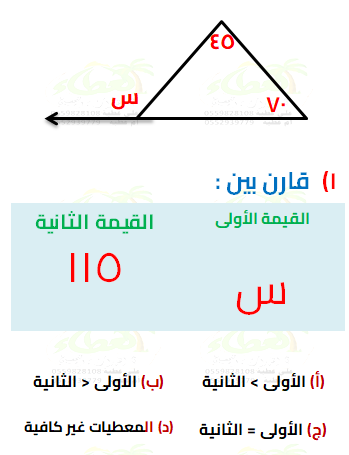 ٤٥
س
٧٠
١) قارن بين :
القيمة الأولى
القيمة الثانية
س
١١٥
(أ) الأولى > الثانية
(ب) الأولى < الثانية
(ج) الأولى = الثانية
(د) المعطيات غير كافية